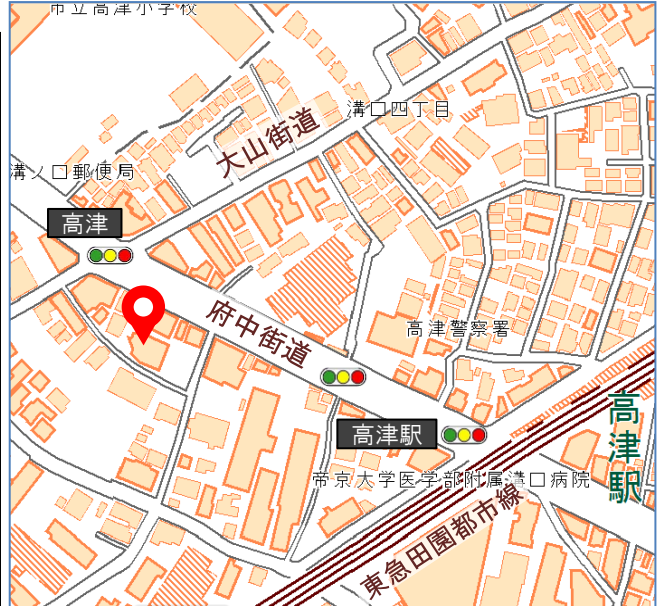 市立高津小学校
大山街道
溝口四丁目
溝ノ口郵便局
高津
府中街道
高津警察署
高津駅
高津駅
帝京大学医学部附属溝口病院
東急田園都市線